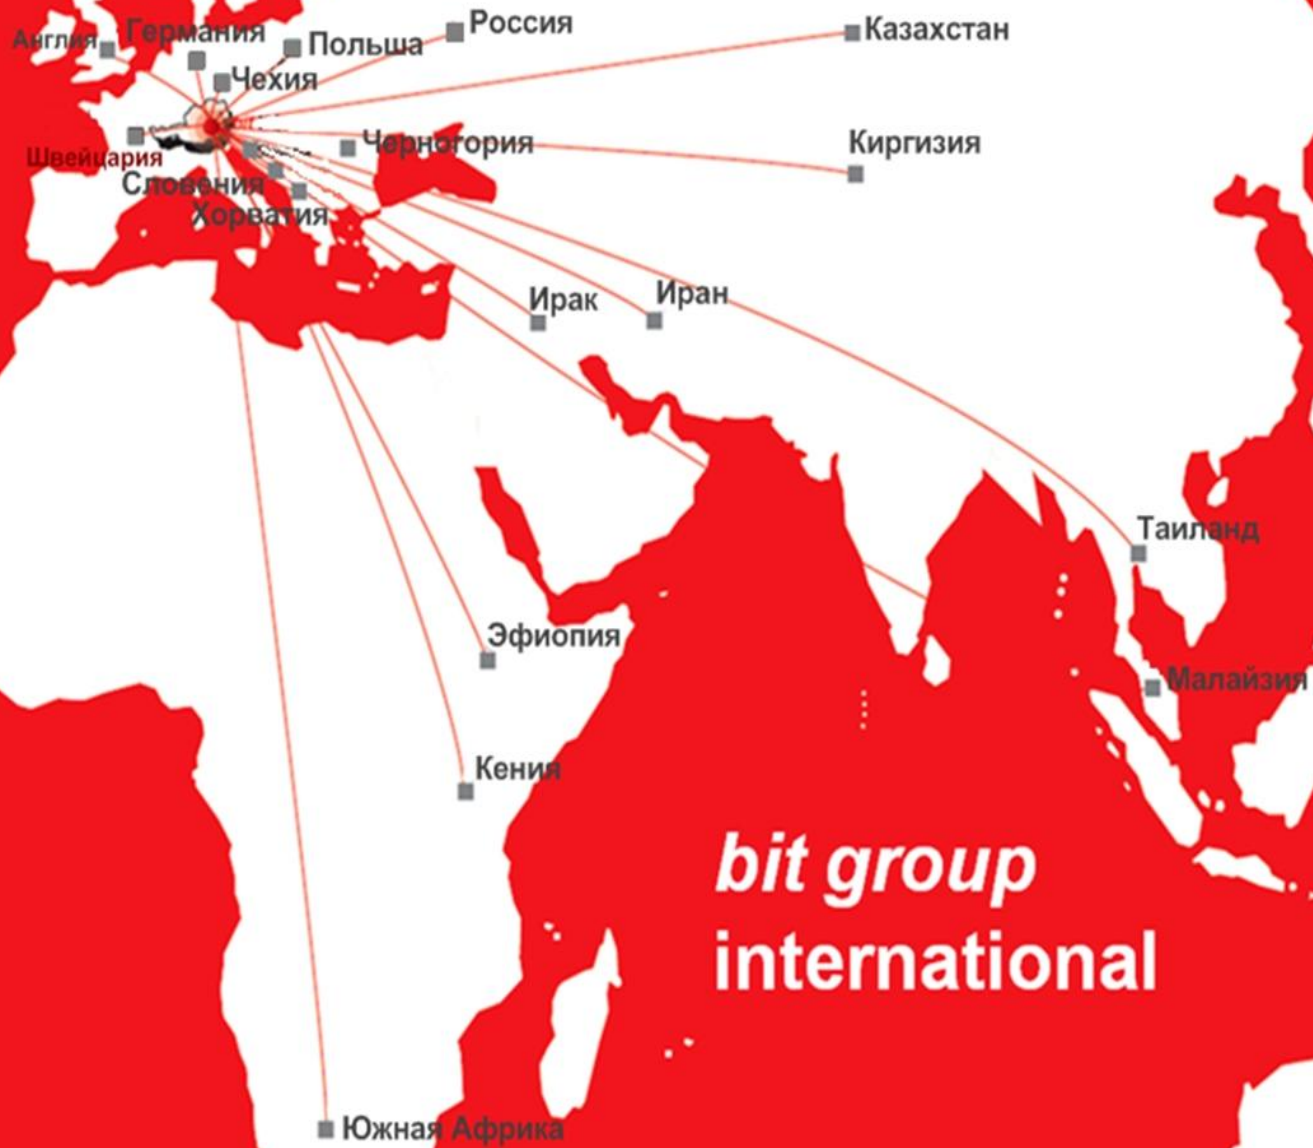 Россия
Казахстан
Германия
Англия
Польша
Чехия
Черногория
Киргизия
Швейцария
Словения
Хорватия
Ирак
Иран
Таиланд
Эфиопия
Малайзия
Кения
bit group
international
Южная Африка